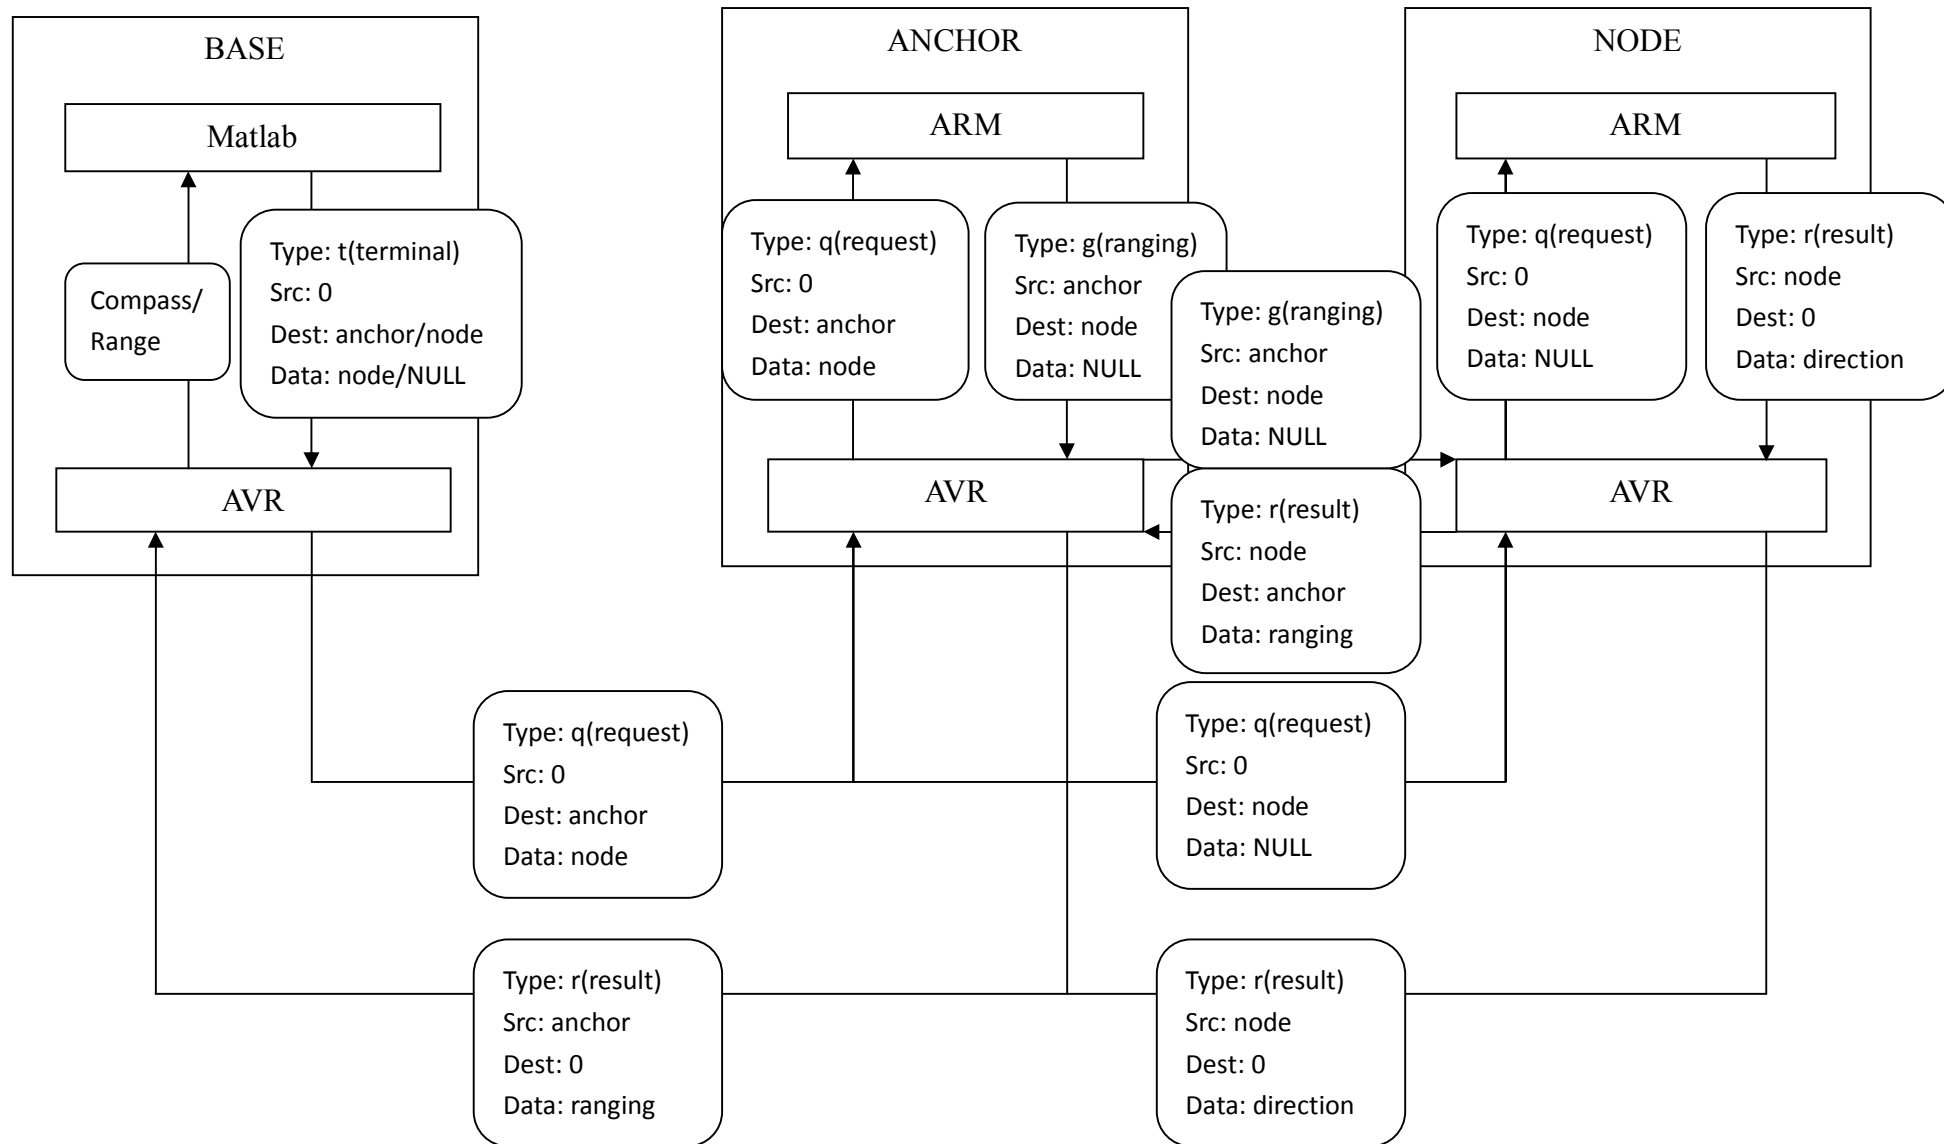 BASE
Matlab
Compass/
Range
Type: t(terminal)
Src: 0
Dest: anchor/node
Data: node/NULL
AVR
ANCHOR
ARM
Type: q(request)
Src: 0
Dest: anchor
Data: node
Type: g(ranging)
Src: anchor
Dest: node
Data: NULL
AVR
Type: g(ranging)
Src: anchor
Dest: node
Data: NULL
Type: r(result)
Src: node
Dest: anchor
Data: ranging
NODE
ARM
Type: q(request)
Src: 0
Dest: node
Data: NULL
Type: r(result)
Src: node
Dest: 0
Data: direction
AVR
Type: q(request)
Src: 0
Dest: anchor
Data: node
Type: q(request)
Src: 0
Dest: node
Data: NULL
Type: r(result)
Src: anchor
Dest: 0
Data: ranging
Type: r(result)
Src: node
Dest: 0
Data: direction